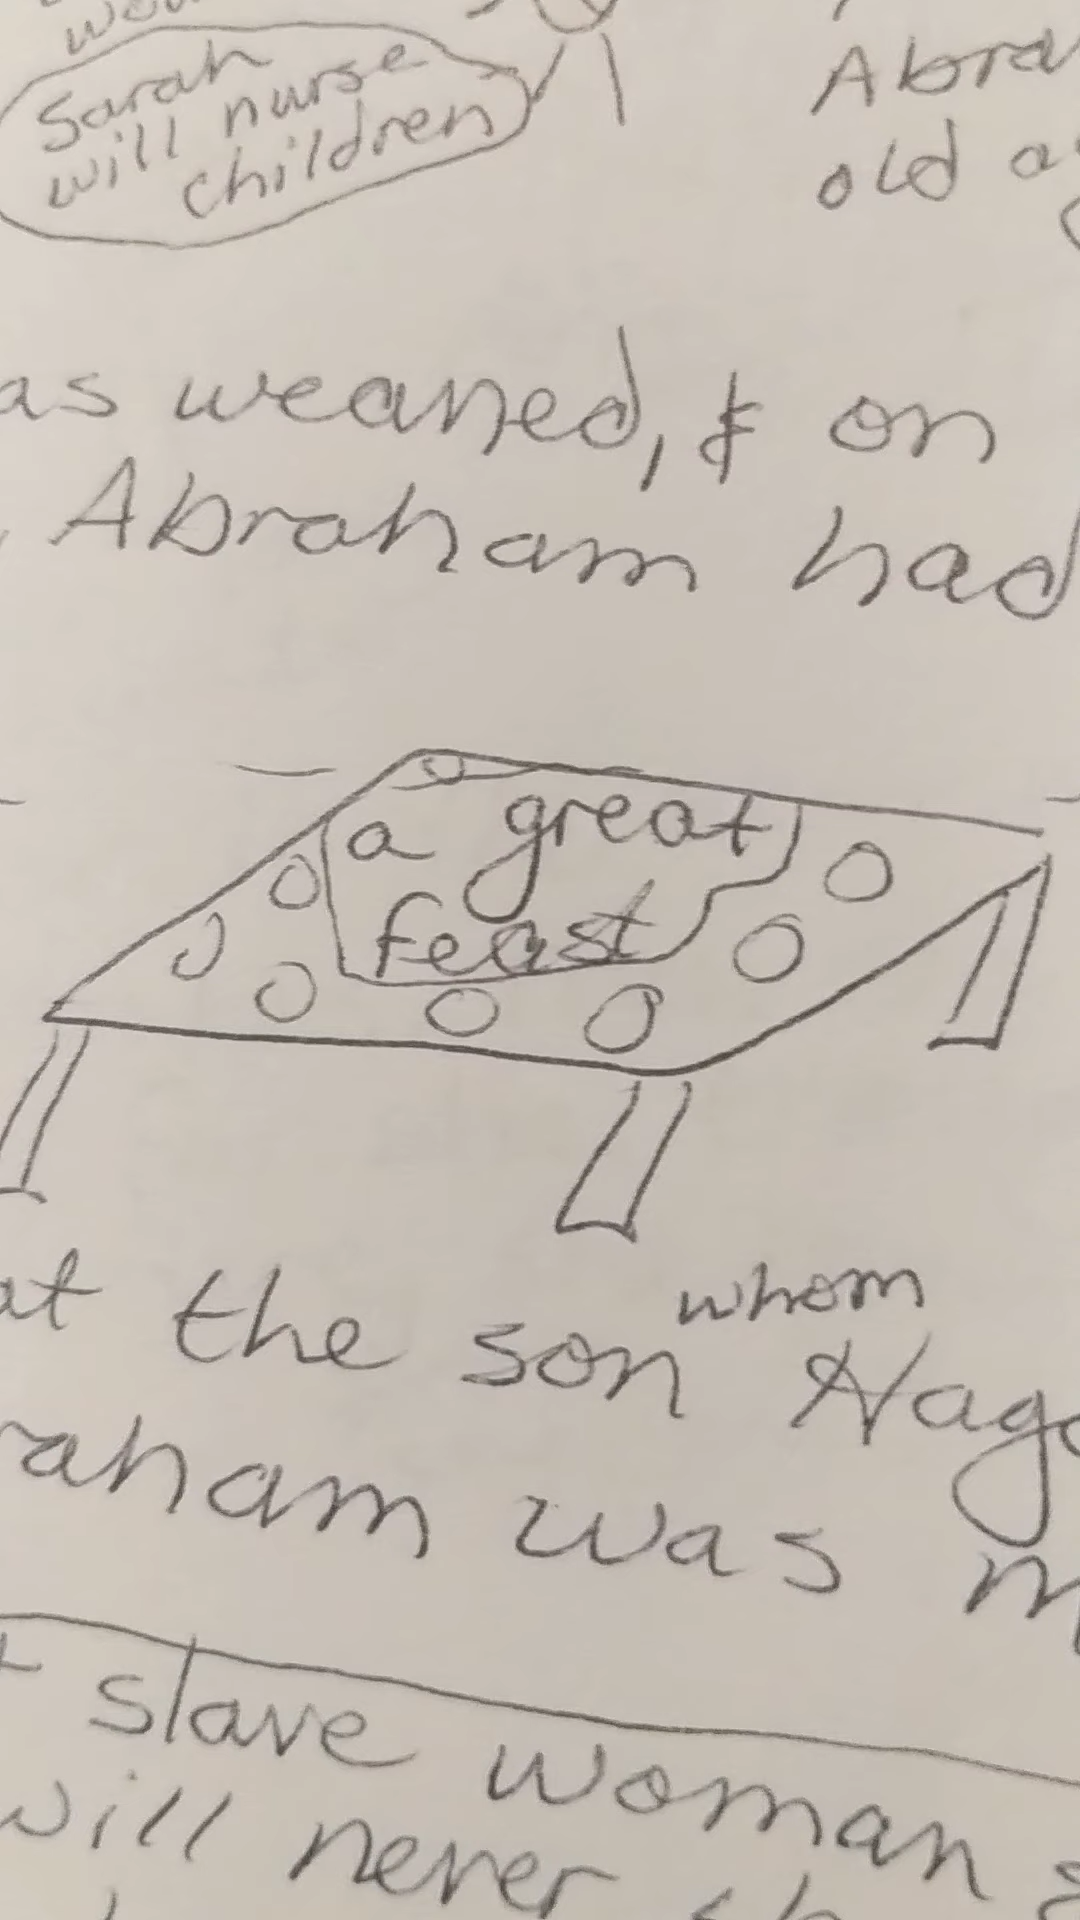 Sarah
will nurse
children
Abra
old a
as weaned, & on
Abraham had
a great
feast
at the son whom Hag
raham was m
slave woman
will never